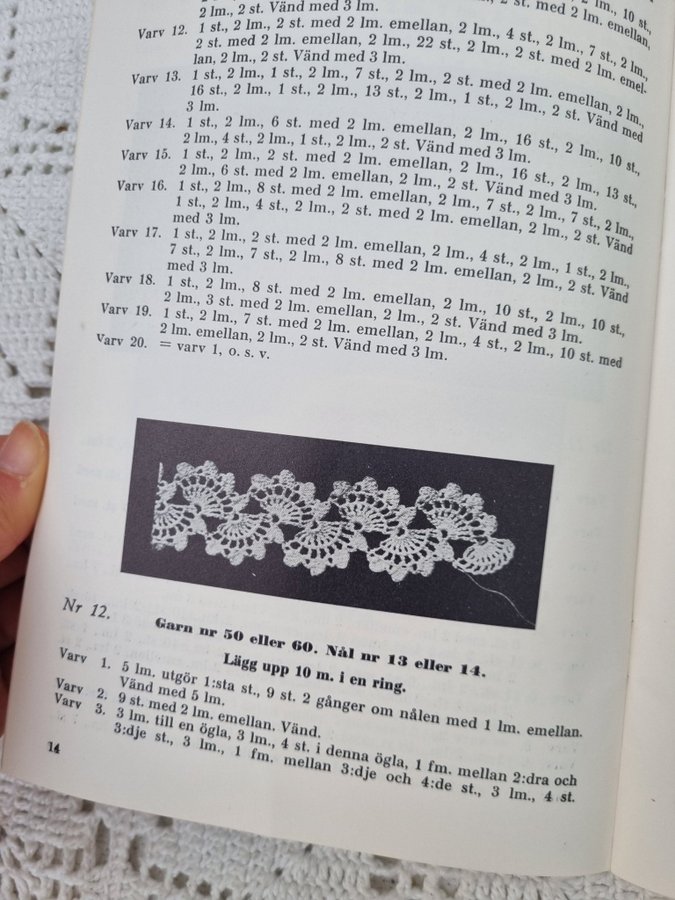 2 lm., 10 st.,
2 st. med 2 lm. emellan,
2 lm., 2 st. Vänd med 3 lm.
Varv 12. 1 st., 2 lm., 2 st. med 2 lm. emellan, 2 lm., 4 st., 2 lm., 7 st., 2 lm.,
2 st. med 2 lm. emellan, 2 lm., 22 st., 2 lm., 2 st. med 2 lm. emel-
lan, 2 lm., 2 st. Vänd med 3 lm.
Varv 13. 1 st., 2 lm., 1 st., 2 lm., 7 st., 2 lm., 2 st. med 2 lm. emellan, 2 lm.,
16 st., 2 lm., 1 st., 2 lm., 13 st., 2 lm., 1 st., 2 lm., 2 st. Vänd med
3 lm.
Varv 14. 1 st., 2 lm., 6 st. med 2 lm. emellan, 2 lm., 16 st., 2 lm., 10 st.,
2 lm., 4 st., 2 lm., 1 st., 2 lm., 2 st. Vänd med 3 lm.
Varv 15. 1 st., 2 lm., 2 st. med 2 lm. emellan, 2 lm., 16 st., 2 lm., 13 st.,
2 lm., 6 st. med 2 lm. emellan, 2 lm., 2 st. Vänd med 3 lm.
Varv 16. 1 st., 2 lm., 8 st. med 2 lm. emellan, 2 lm., 7 st., 2 lm., 7 st., 2 lm.,
1 st., 2 lm., 4 st., 2 lm., 2 st. med 2 lm. emellan, 2 lm., 2 st. Vänd
med 3 lm.
Varv 17. 1 st., 2 lm., 2 st. med 2 lm. emellan, 2 lm., 4 st., 2 lm., 1 st., 2 lm.,
7 st., 2 lm., 7 st., 2 lm., 8 st. med 2 lm. emellan, 2 lm., 2 st. Vänd
med 3 lm.
Varv 18. 1 st., 2 lm., 8 st. med 2 lm. emellan, 2 lm., 10 st., 2 lm., 10 st.,
2 lm., 3 st. med 2 lm. emellan, 2 lm., 2 st. Vänd med 3 lm.
Varv 19. 1 st., 2 lm., 7 st. med 2 lm. emellan, 2 lm., 4 st., 2 lm., 10 st. med
2 lm. emellan, 2 lm., 2 st. Vänd med 3 lm.
Varv 20. = varv 1, o. s. v.
Nr 12.
Garn nr 50 eller 60. Nål nr 13 eller 14.
Lägg upp 10 m. i en ring.
Varv 1. 5 lm. utgör 1:sta st., 9 st. 2 gånger om nålen med 1 lm. emellan.
Vänd med 5 lm.
Varv 2. 9 st. med 2 lm. emellan. Vänd.
Varv 3. 3 lm. till en ögla, 3 lm., 4 st. i denna ögla, 1 fm. mellan 2:dra och
3:dje st., 3 lm., 1 fm. mellan 3:dje och 4:de st., 3 lm., 4 st.
14